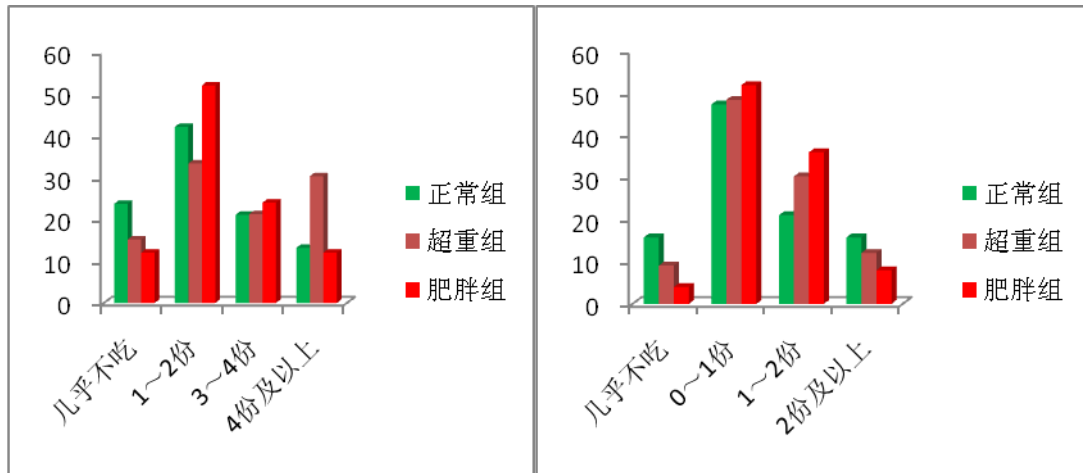 60
50
40
30
20
10
0
几乎不吃
1～2份
3～4份
4份及以上
正常组
超重组
肥胖组
60
50
40
30
20
10
0
几乎不吃
0～1份
1～2份
2份及以上
正常组
超重组
肥胖组